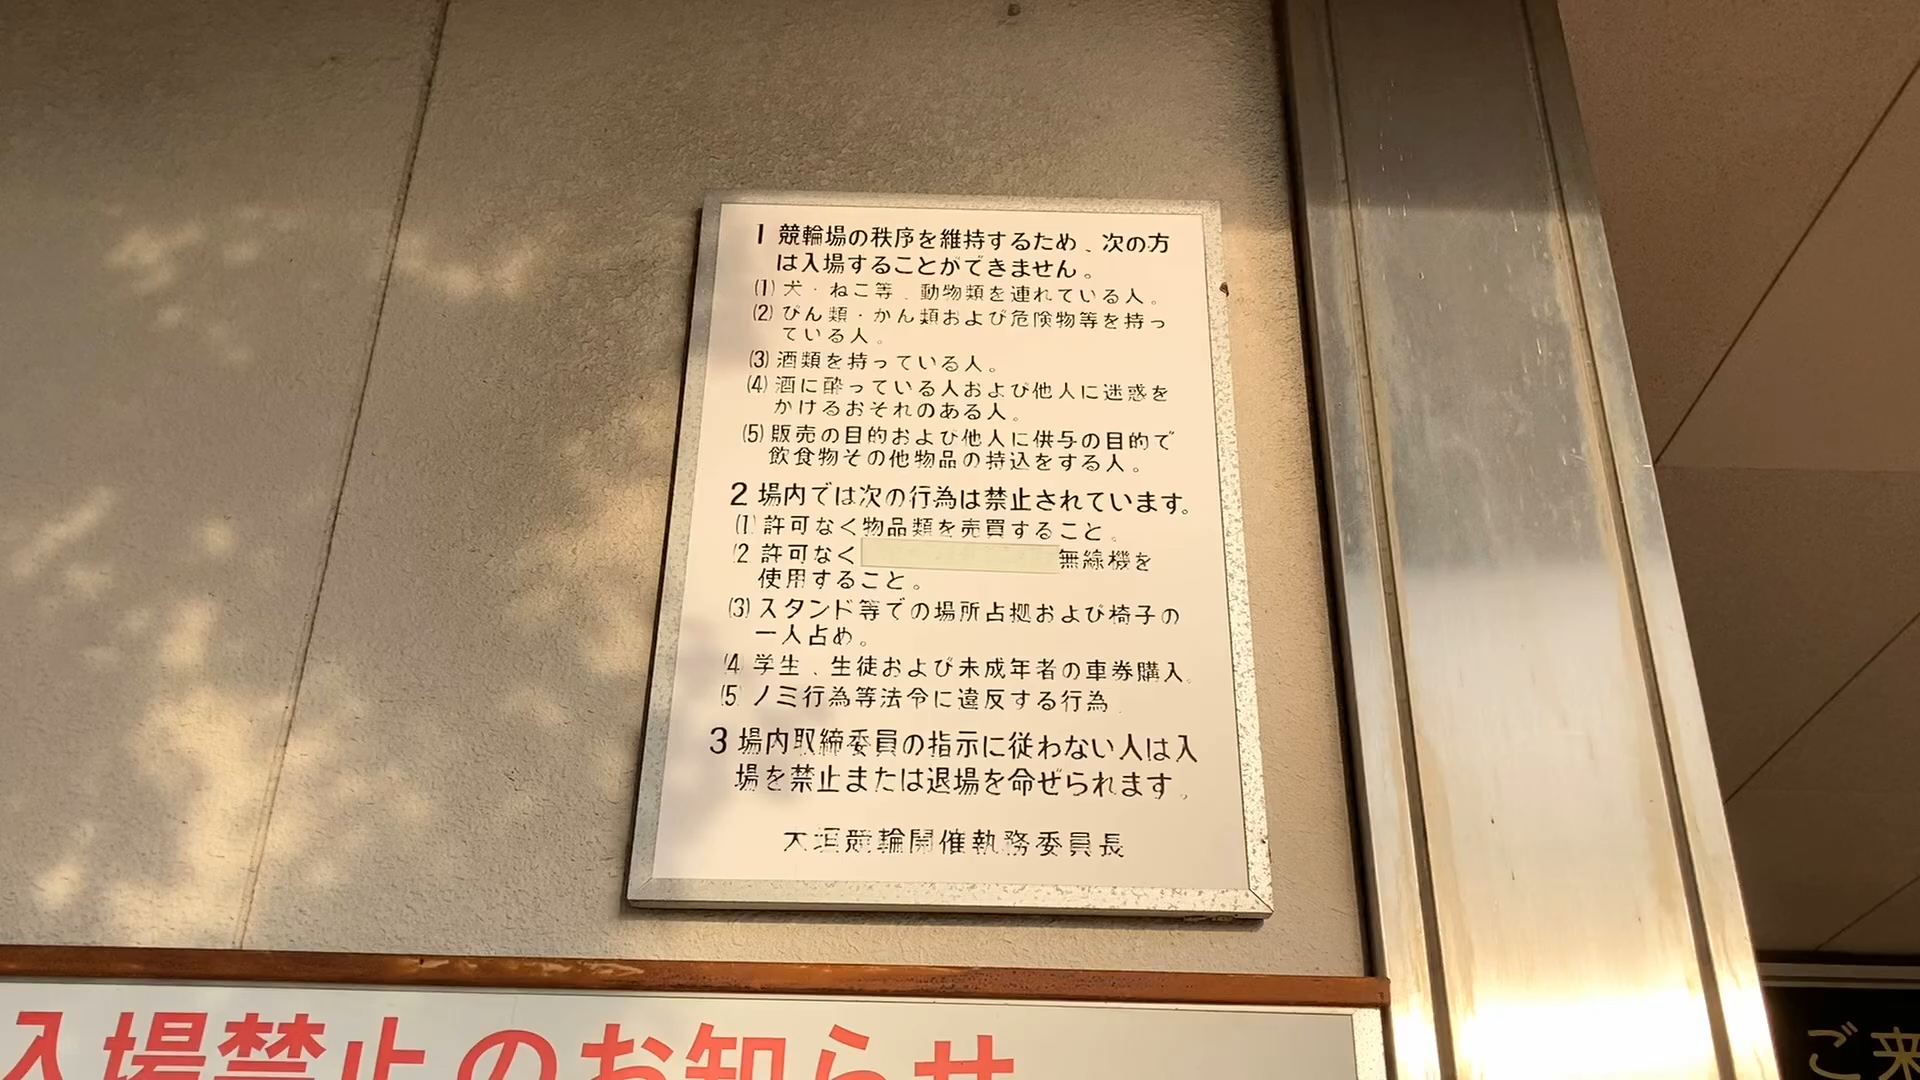 1 競輪場の秩序を維持するため、次の方
は入場することができません。
(1) 犬・ねこ等、動物類を連れている人。
(2) びん類・かん類および危険物等を持っ
ている人。
(3) 酒類を持っている人。
(4) 酒に酔っている人および他人に迷惑を
かけるおそれのある人。
(5) 販売の目的および他人に供与の目的で
飲食物その他物品の持込をする人。
2 場内では次の行為は禁止されています。
(1) 許可なく物品類を売買すること。
(2 許可なく 無線機を
使用すること。
(3) スタンド等での場所占拠および椅子の
一人占め。
(4 学生、生徒および未成年者の車券購入。
(5 ノミ行為等法令に違反する行為
3 場内取締委員の指示に従わない人は入
場を禁止または退場を命ぜられます。
大垣競輪開催執務委員長
入場禁止のお知らせ
ご来